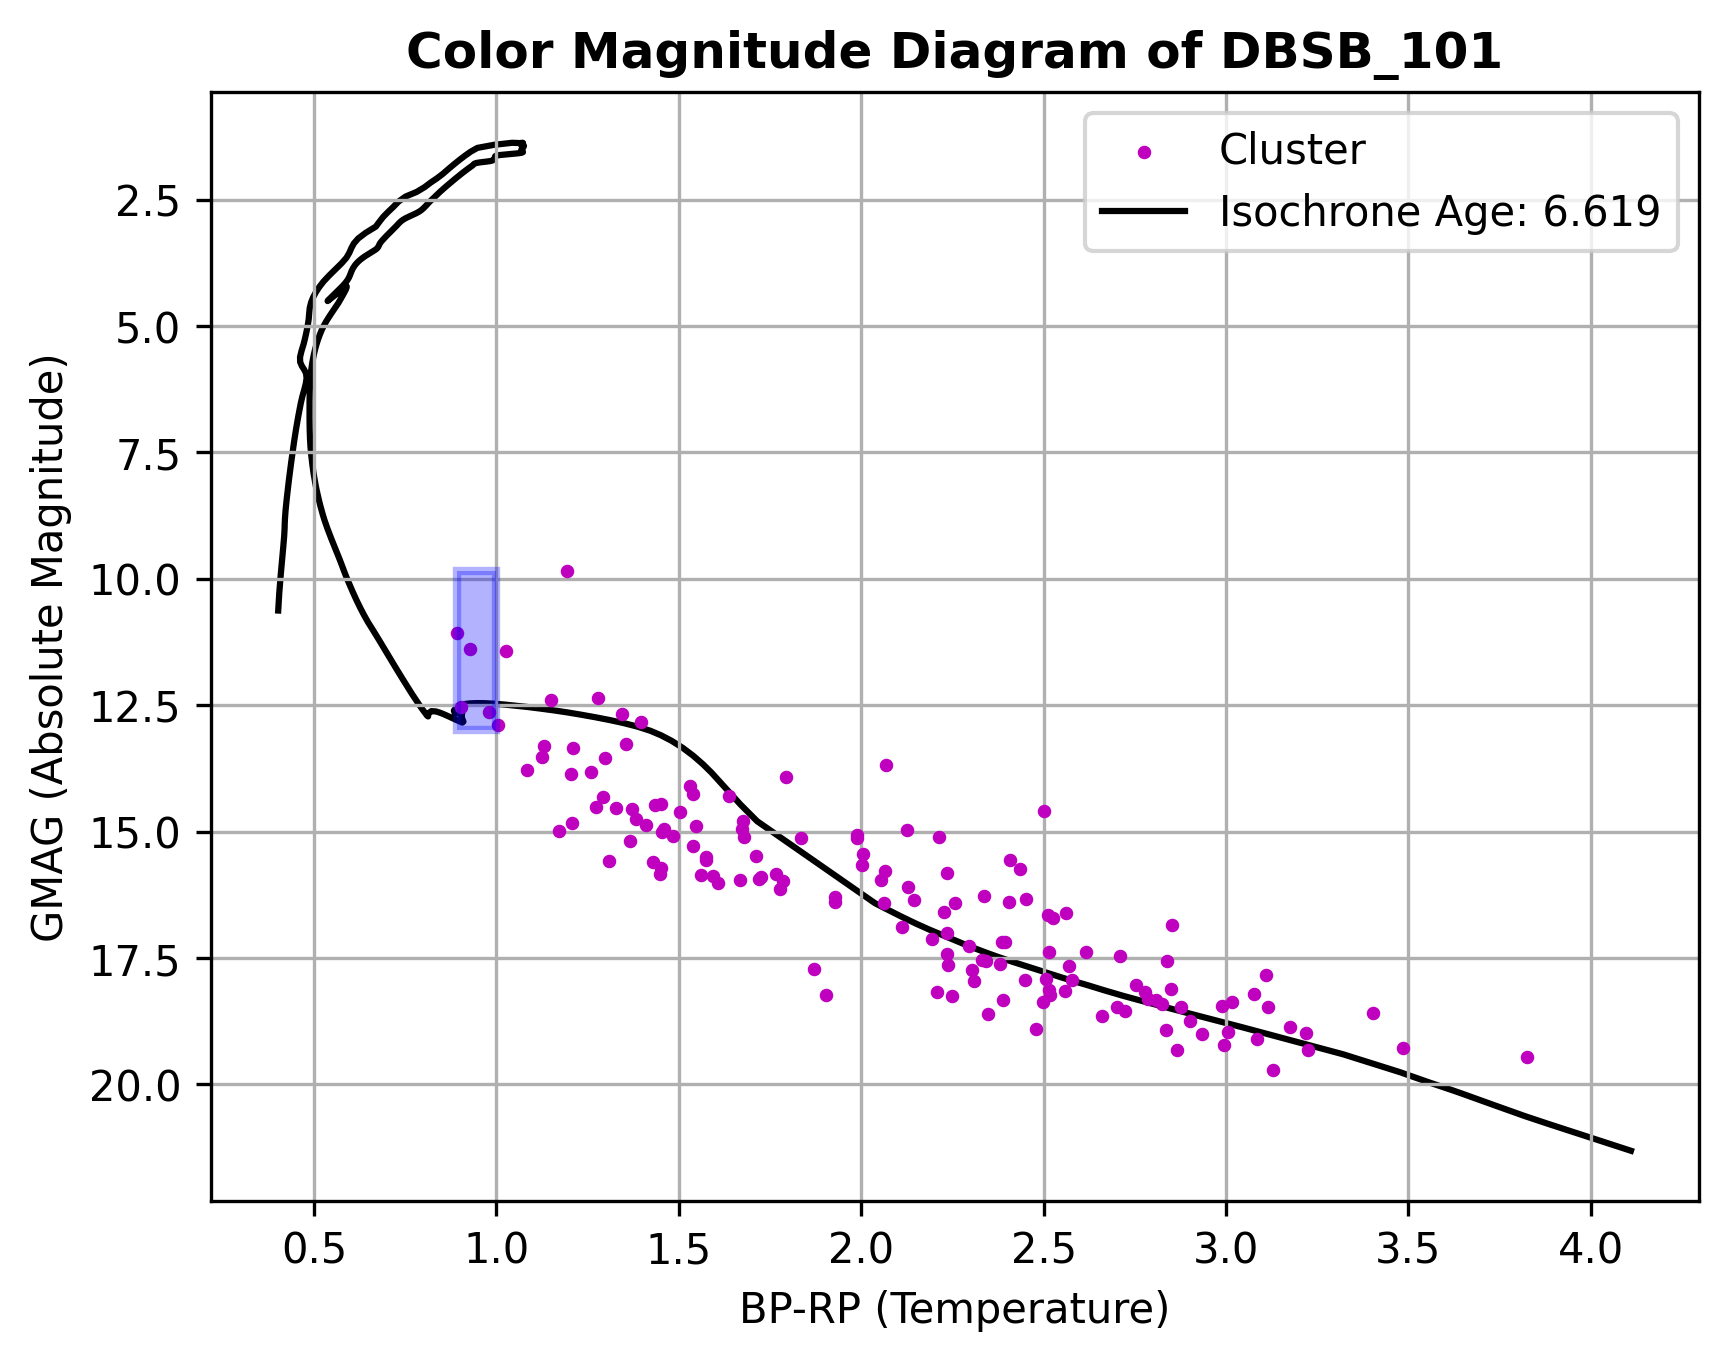 Color Magnitude Diagram of DBSB_101
Cluster
Isochrone Age: 6.619
GMAG (Absolute Magnitude)
2.5
5.0
7.5
10.0
12.5
15.0
17.5
20.0
0.5 1.0 1.5 2.0 2.5 3.0 3.5 4.0
BP-RP (Temperature)